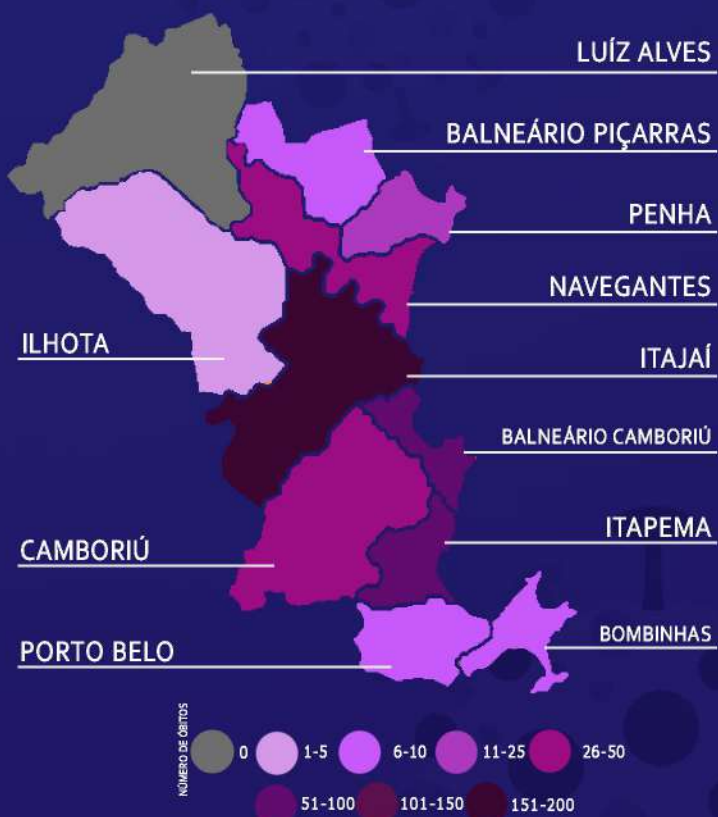 LUÍZ ALVES
BALNEÁRIO PIÇARRAS
PENHA
NAVEGANTES
ILHOTA
ITAJAÍ
BALNEÁRIO CAMBORIÚ
ITAPEMA
CAMBORIÚ
BOMBINHAS
PORTO BELO
NÚMERO DE ÓBITOS
0 1-5 6-10 11-25 26-50
51-100 101-150 151-200